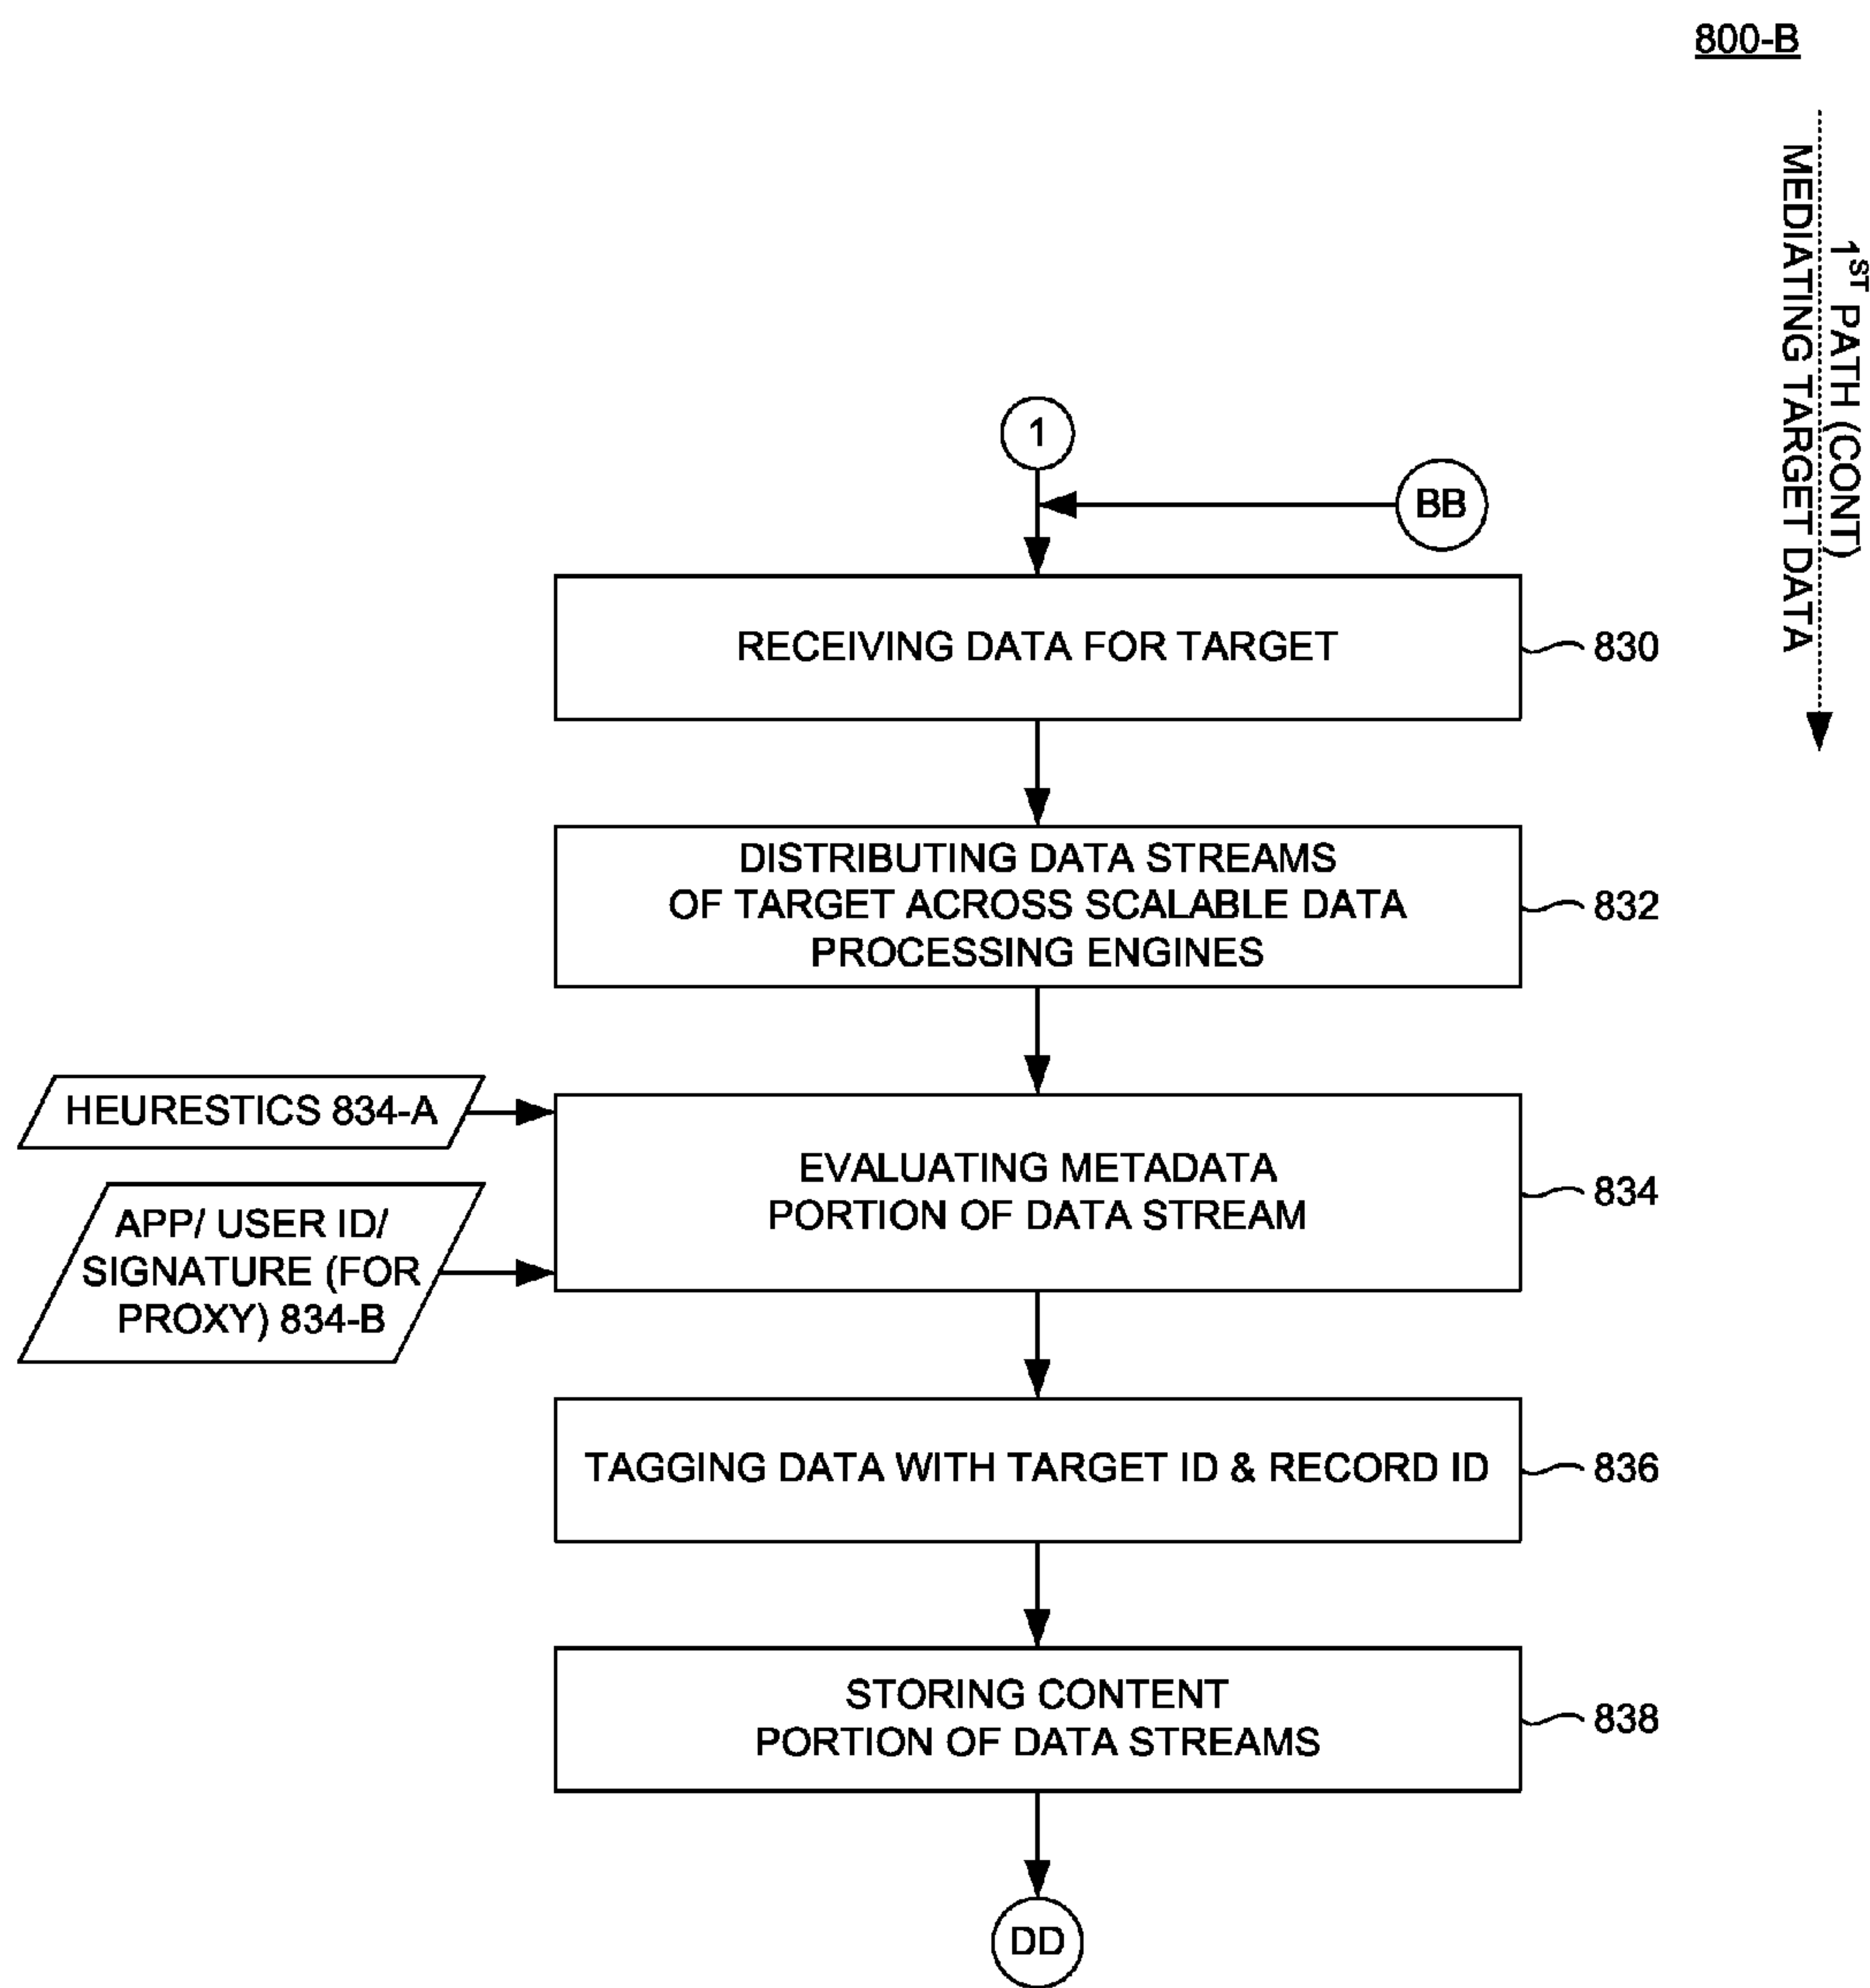 800-B
1ST PATH (CONT)
MEDIATING TARGET DATA
1
BB
RECEIVING DATA FOR TARGET
830
DISTRIBUTING DATA STREAMS
OF TARGET ACROSS SCALABLE DATA
PROCESSING ENGINES
832
HEURESTICS 834-A
APP/ USER ID/
SIGNATURE (FOR
PROXY) 834-B
EVALUATING METADATA
PORTION OF DATA STREAM
834
TAGGING DATA WITH TARGET ID & RECORD ID
836
STORING CONTENT
PORTION OF DATA STREAMS
838
DD